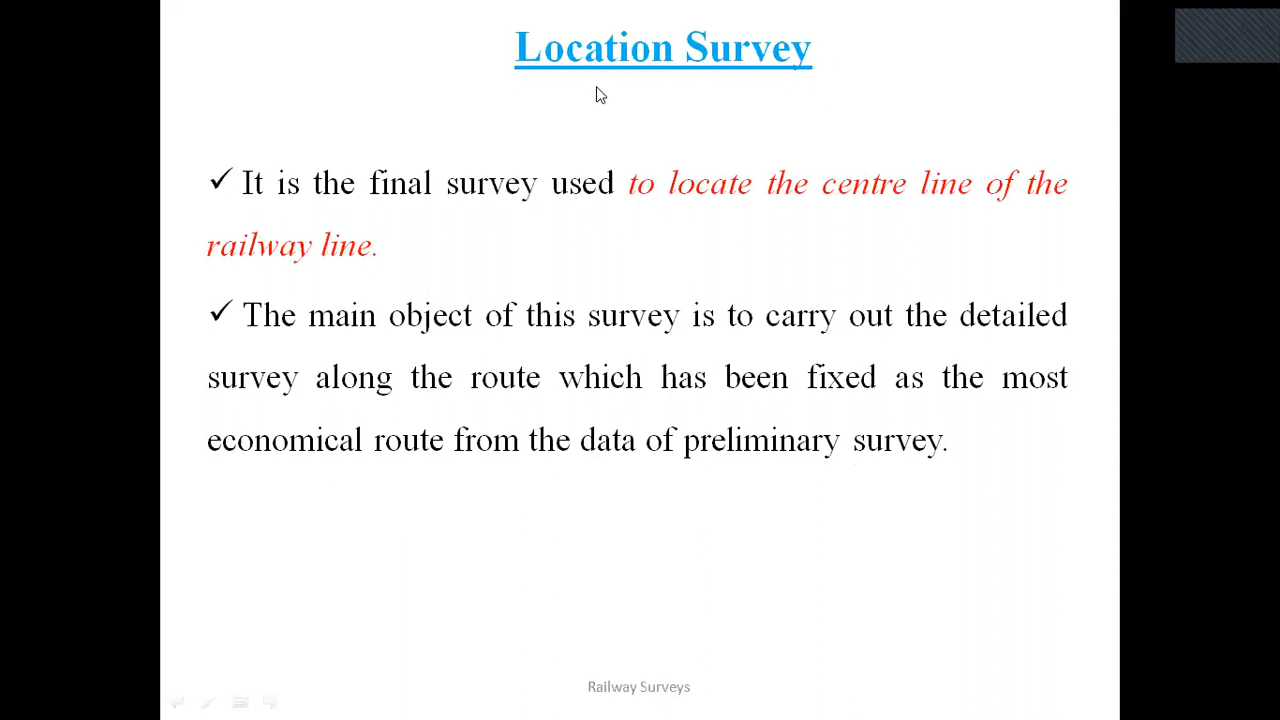 Location Survey
✓ It is the final survey used to locate the centre line of the
railway line.
✓ The main object of this survey is to carry out the detailed
survey along the route which has been fixed as the most
economical route from the data of preliminary survey.
Railway Surveys